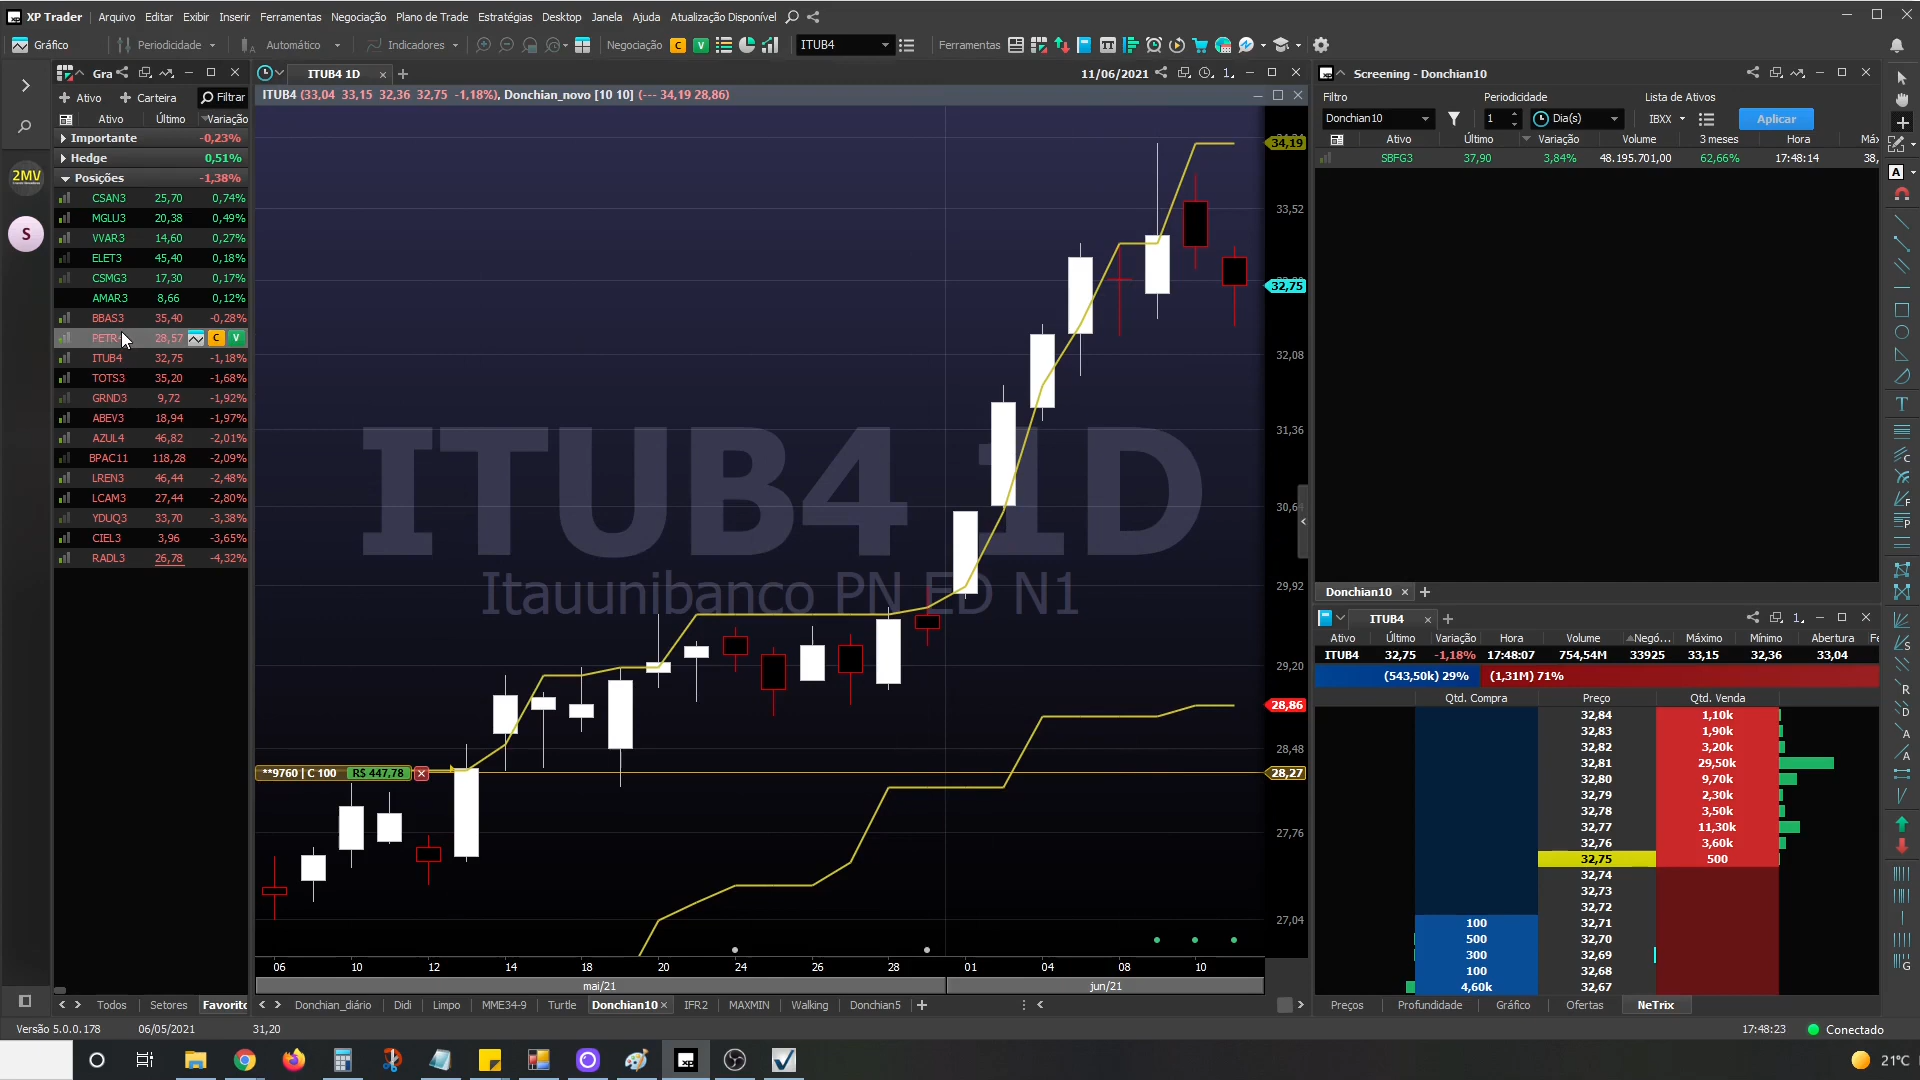 XP Trader Arquivo Editar Exibir Inserir Ferramentas Negociação Plano de Trade Estratégias Desktop Janela Ajuda Atualização Disponível
Gráfico Periodicidade Automático Indicadores Negociação C V ITUB4 Ferramentas
Gra
Ativo Carteira Filtrar
Ativo Último Variação
Importante -0,23%
Hedge 0,51%
Posições -1,38%
CSAN3 25,70 0,74%
MGLU3 20,38 0,49%
VVAR3 14,60 0,27%
ELET3 45,40 0,18%
CSMG3 17,30 0,17%
AMAR3 8,66 0,12%
BBAS3 35,40 -0,28%
28,57 C V
ITUB4 32,75 -1,18%
TOTS3 35,20 -1,68%
GRND3 9,72 -1,92%
ABEV3 18,94 -1,97%
AZUL4 46,82 -2,01%
BPAC11 118,28 -2,09%
LREN3 46,44 -2,48%
LCAM3 27,44 -2,80%
YDUQ3 33,70 -3,38%
CIEL3 3,96 -3,65%
RADL3 26,78 -4,32%
Todos Setores Favorito
2MV
S
ITUB4 1D 11/06/2021 1
ITUB4 (33,04 33,15 32,36 32,75 -1,18%), Donchian_novo [10 10] (--- 34,19 28,86)
ITUB4 1D
Itauunibanco PN ED N1
34,19
33,52
32,75
32,08
31,36
30,64
29,92
29,20
28,86
28,48
28,27
27,76
27,04
**9760 | C 100 R$ 447,78
06 10 12 14 18 20 24 26 28 01 04 08 10
mai/21 jun/21
Donchian_diário Didi Limpo MME34-9 Turtle Donchian10 IFR2 MAXMIN Walking Donchian5
Screening - Donchian10
Filtro Periodicidade Lista de Ativos
Donchian10 1 Dia(s) IBXX Aplicar
Ativo Último Variação Volume 3 meses Hora Máx
SBFG3 37,90 3,84% 48.195.701,00 62,66% 17:48:14 38,
Donchian10
ITUB4 1
Ativo Último Variação Hora Volume Negó... Máximo Mínimo Abertura Fe
ITUB4 32,75 -1,18% 17:48:07 754,54M 33925 33,15 32,36 33,04
(543,50k) 29% (1,31M) 71%
Qtd. Compra Preço Qtd. Venda
32,84 1,10k
32,83 1,90k
32,82 3,20k
32,81 29,50k
32,80 9,70k
32,79 2,30k
32,78 3,50k
32,77 11,30k
32,76 3,60k
32,75 500
32,74
32,73
32,72
100 32,71
500 32,70
300 32,69
100 32,68
4,60k 32,67
Preços Profundidade Gráfico Ofertas NeTrix
Versão 5.0.0.178 06/05/2021 31,20 17:48:23 Conectado
21°C